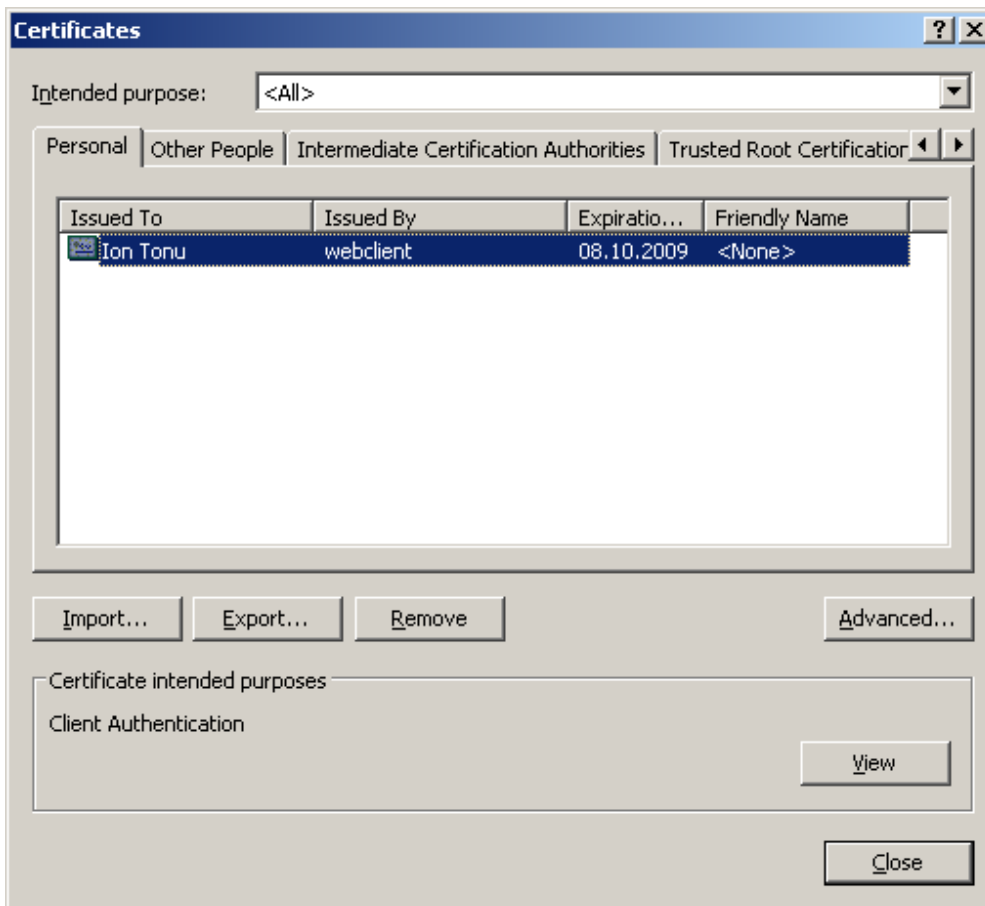 Certificates
Intended purpose: <All>
Personal Other People Intermediate Certification Authorities Trusted Root Certification
Issued To Issued By Expiratio... Friendly Name
Ion Tonu webclient 08.10.2009 <None>
Import... Export... Remove Advanced...
Certificate intended purposes
Client Authentication
View
Close